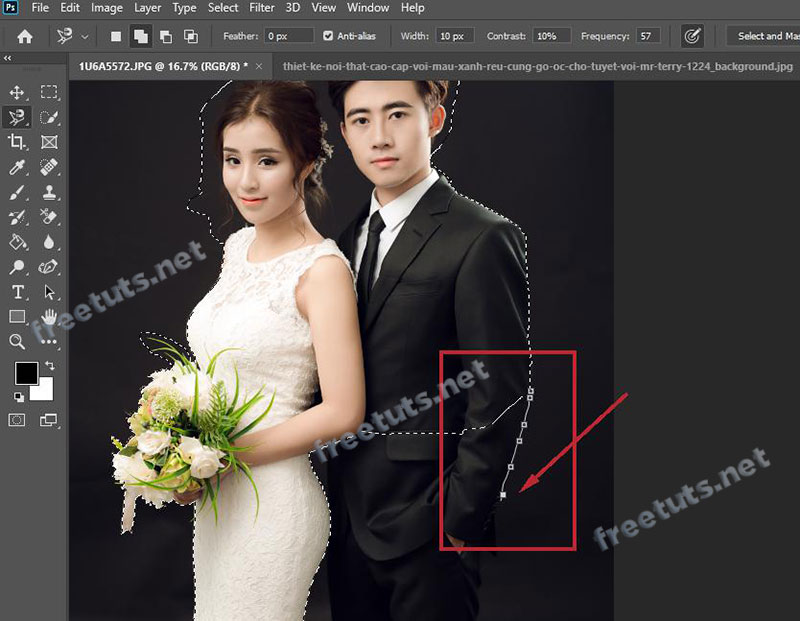 Ps File Edit Image Layer Type Select Filter 3D View Window Help
Feather: 0 px Anti-alias Width: 10 px Contrast: 10% Frequency: 57 Select and Mas
1U6A5572.JPG @ 16.7% (RGB/8) * × thiet-ke-noi-that-cao-cap-voi-mau-xanh-reu-cung-go-oc-cho-tuyet-voi-mr-terry-1224_background.jpg
T
freetuts.net
freetuts.net
freetuts.net